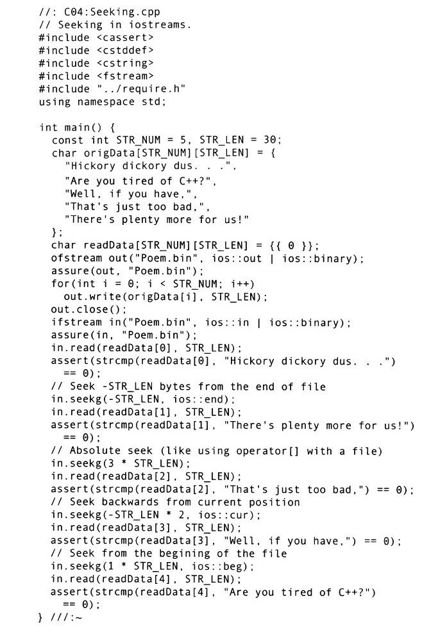 //: C04:Seeking.cpp
// Seeking in iostreams.
#include <cassert>
#include <cstddef>
#include <cstring>
#include <fstream>
#include "../require.h"
using namespace std;

int main() {
  const int STR_NUM = 5, STR_LEN = 30;
  char origData[STR_NUM][STR_LEN] = {
    "Hickory dickory dus. . .",
    "Are you tired of C++?",
    "Well, if you have,",
    "That's just too bad,",
    "There's plenty more for us!"
  };
  char readData[STR_NUM][STR_LEN] = {{ 0 }};
  ofstream out("Poem.bin", ios::out | ios::binary);
  assure(out, "Poem.bin");
  for(int i = 0; i < STR_NUM; i++)
    out.write(origData[i], STR_LEN);
  out.close();
  ifstream in("Poem.bin", ios::in | ios::binary);
  assure(in, "Poem.bin");
  in.read(readData[0], STR_LEN);
  assert(strcmp(readData[0], "Hickory dickory dus. . .")
    == 0);
  // Seek -STR_LEN bytes from the end of file
  in.seekg(-STR_LEN, ios::end);
  in.read(readData[1], STR_LEN);
  assert(strcmp(readData[1], "There's plenty more for us!")
    == 0);
  // Absolute seek (like using operator[] with a file)
  in.seekg(3 * STR_LEN);
  in.read(readData[2], STR_LEN);
  assert(strcmp(readData[2], "That's just too bad,") == 0);
  // Seek backwards from current position
  in.seekg(-STR_LEN * 2, ios::cur);
  in.read(readData[3], STR_LEN);
  assert(strcmp(readData[3], "Well, if you have,") == 0);
  // Seek from the begining of the file
  in.seekg(1 * STR_LEN, ios::beg);
  in.read(readData[4], STR_LEN);
  assert(strcmp(readData[4], "Are you tired of C++?")
    == 0);
} ///:~